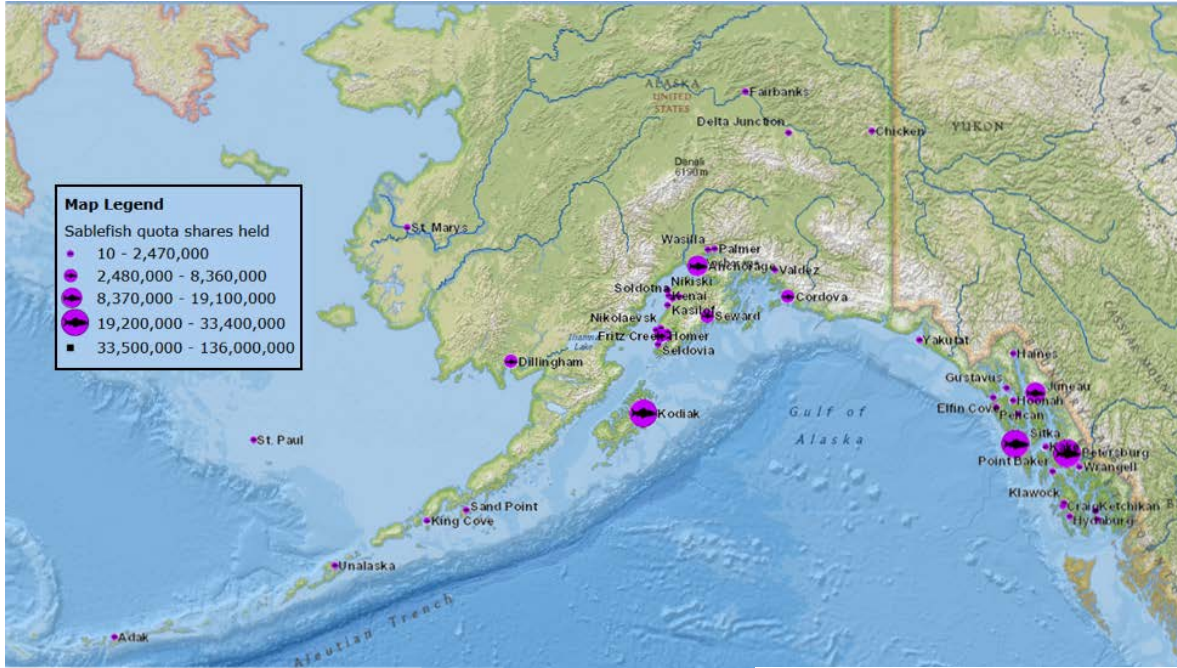 ALASKA
UNITED
STATES
Fairbanks
Delta Junction
Chicken
YUKON
Denali
6190 m
Map Legend
Sablefish quota shares held
10 - 2,470,000
2,480,000 - 8,360,000
8,370,000 - 19,100,000
19,200,000 - 33,400,000
33,500,000 - 136,000,000
St. Marys
Wasilla
Palmer
Anchorage
Valdez
Nikiski
Soldotna
Kenai
Cordova
Kasilof
Nikolaevsk
Seward
Fritz Creek
Homer
Seldovia
Lake
Dillingham
Yakutat
Haines
Gustavus
Juneau
Hoonah
Elfin Cove
Pelican
Kodiak
Gulf of
Alaska
Sitka
St. Paul
Petersburg
Point Baker
Wrangell
Klawock
Sand Point
Craig
Ketchikan
King Cove
Hydaburg
Unalaska
Aleutian Trench
Adak